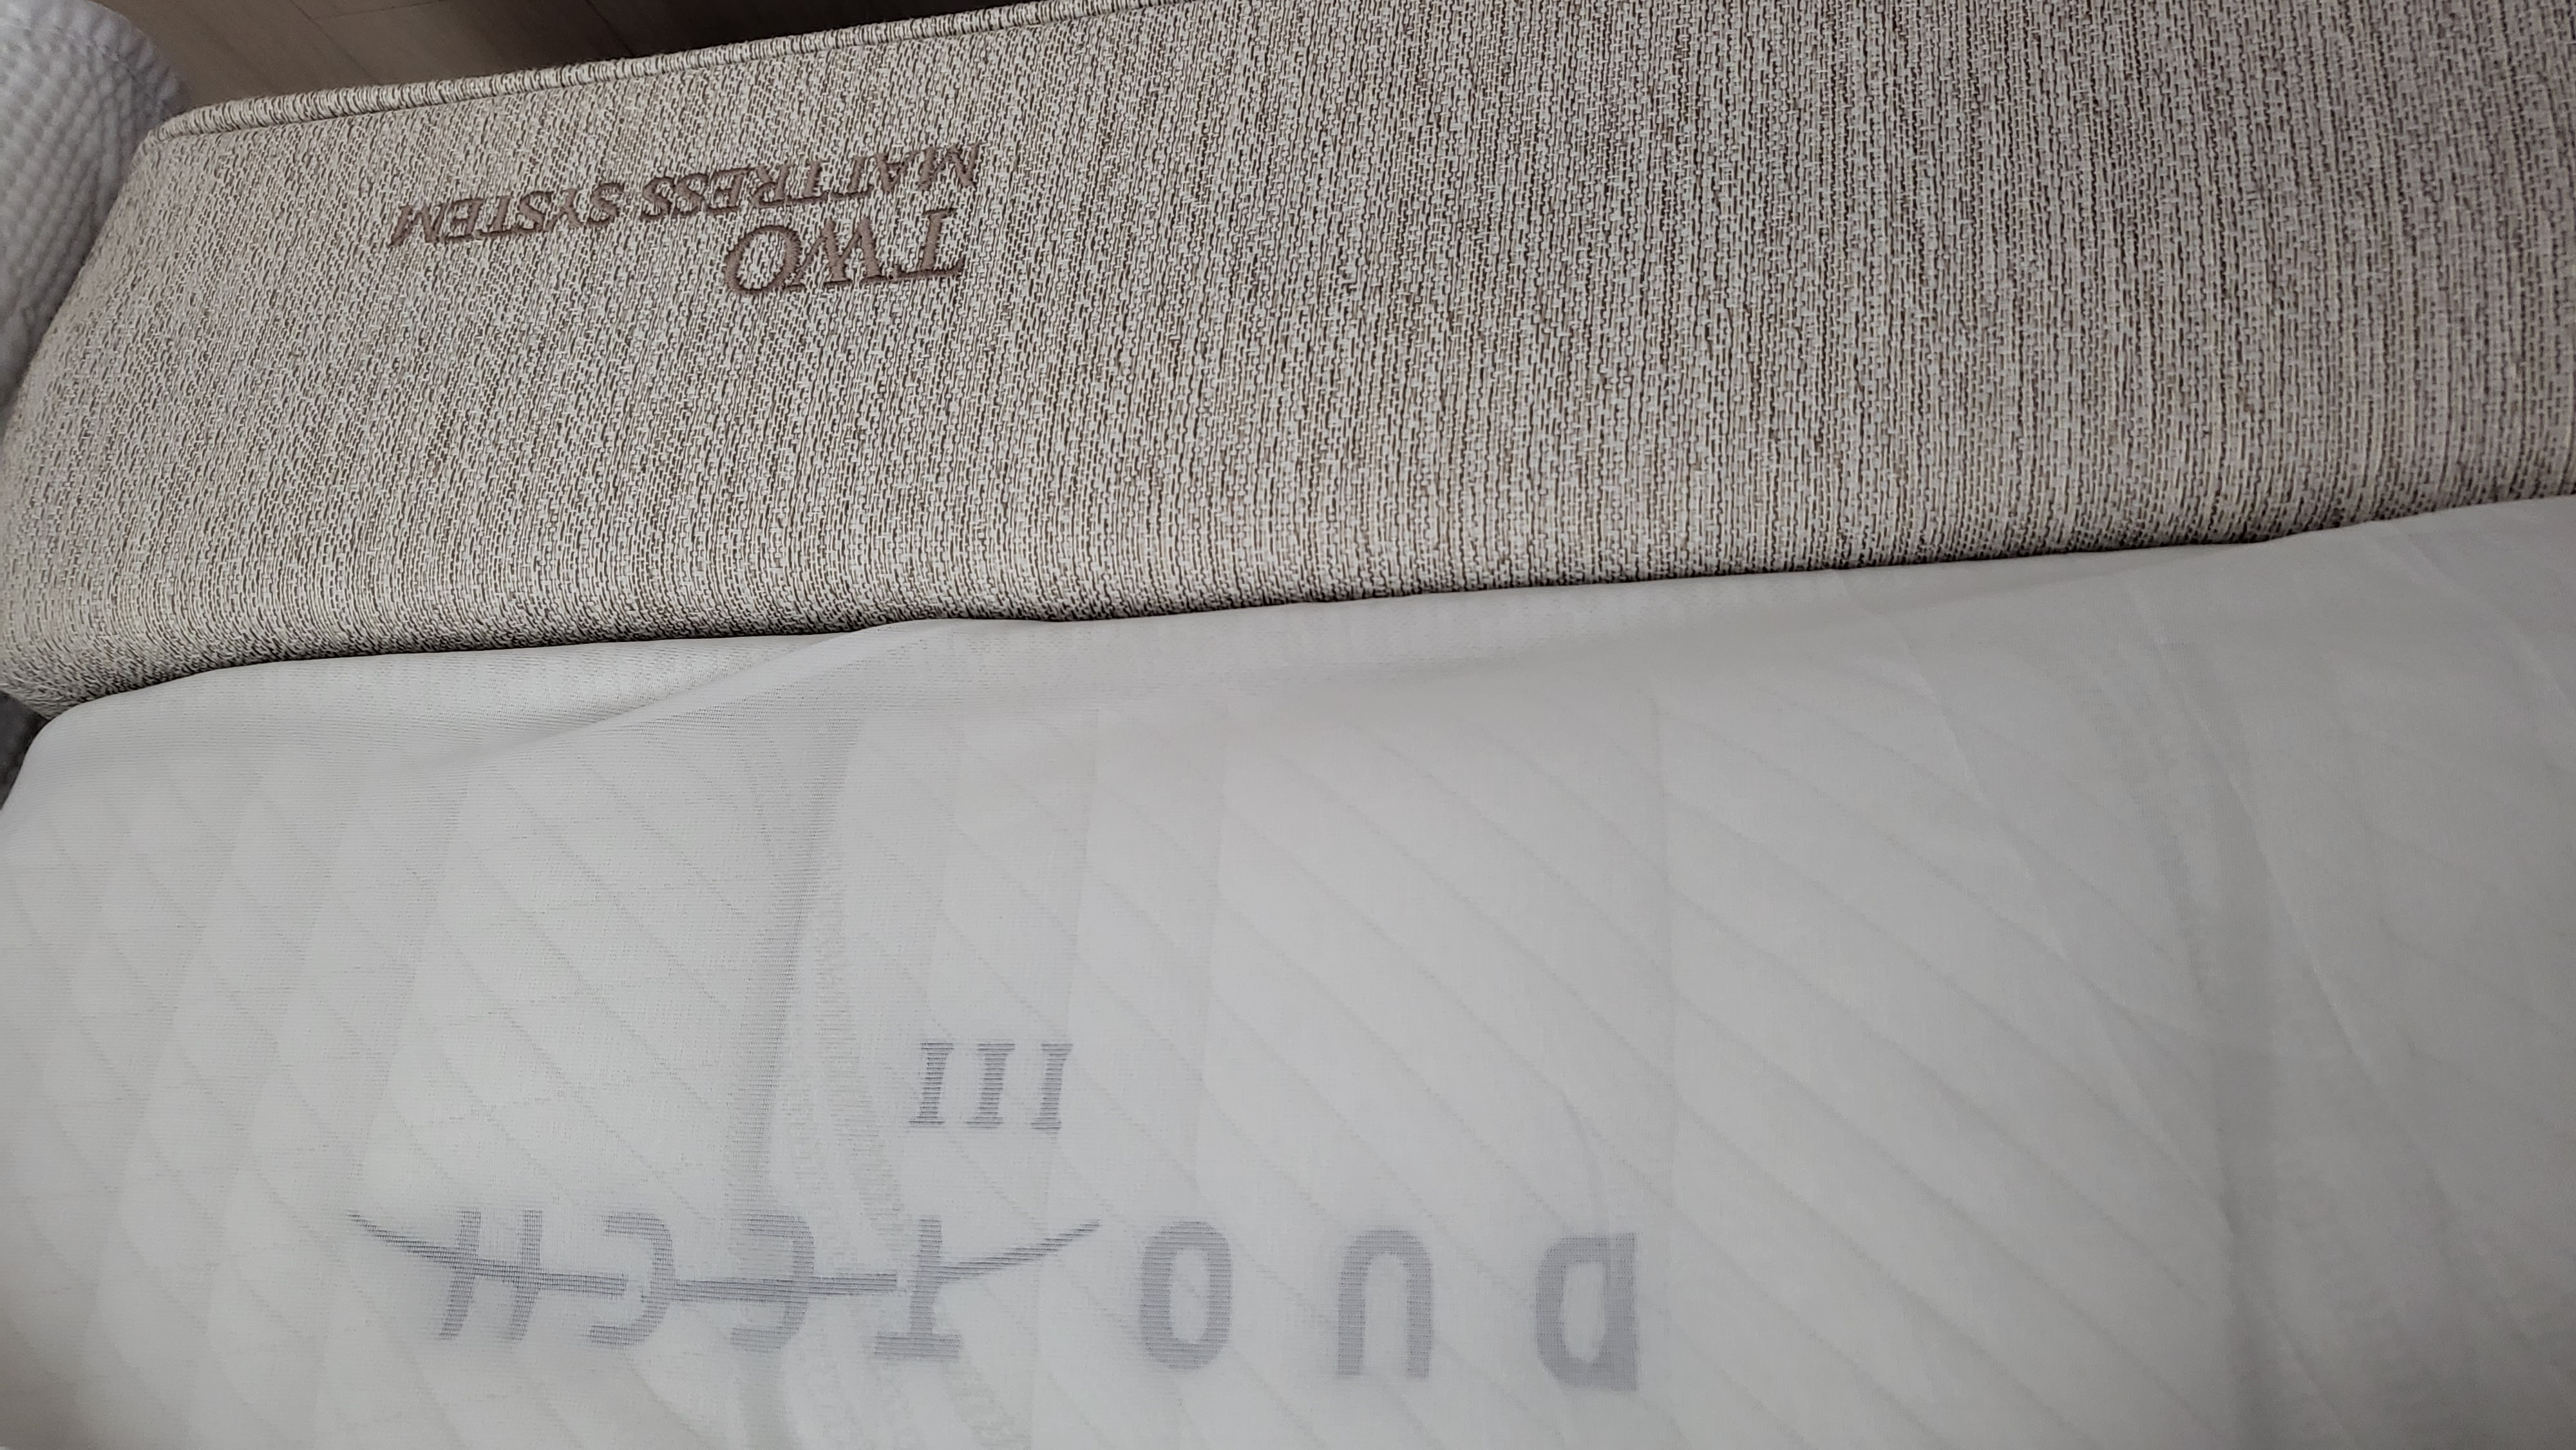 DUO TECH
III
TWO
MATTRESS SYSTEM